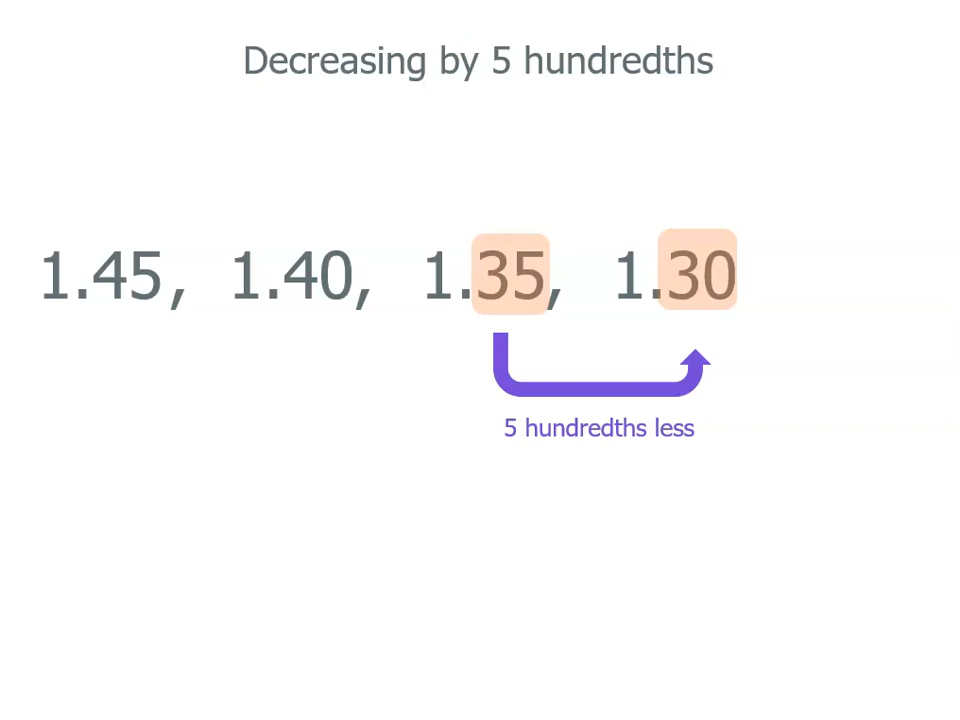 Decreasing by 5 hundredths
1.45, 1.40, 1.35, 1.30
5 hundredths less